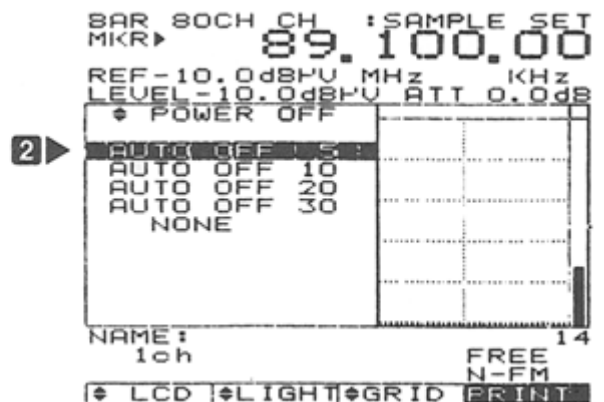 BAR 80CH CH :SAMPLE SET
MKR▶ 89.100.00
REF-10.0dBμV MHz KHz
LEVEL-10.0dBμV ATT 0.0dB
♦ POWER OFF
2 AUTO OFF 5
AUTO OFF 10
AUTO OFF 20
AUTO OFF 30
NONE
NAME: 14
1ch FREE
N-FM
♦ LCD ♦LIGHT ♦GRID PRINT